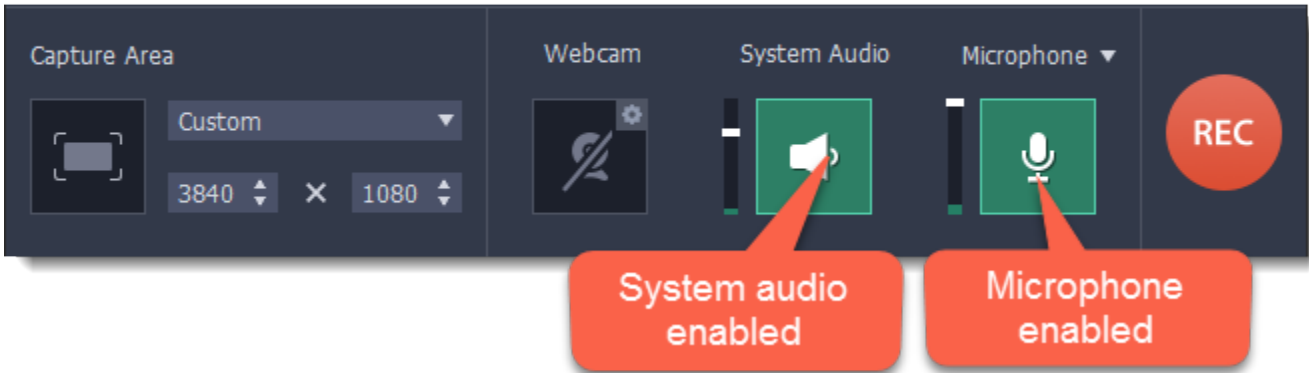 Capture Area
Webcam
System Audio
Microphone
Custom
3840 × 1080
REC
System audio
enabled
Microphone
enabled